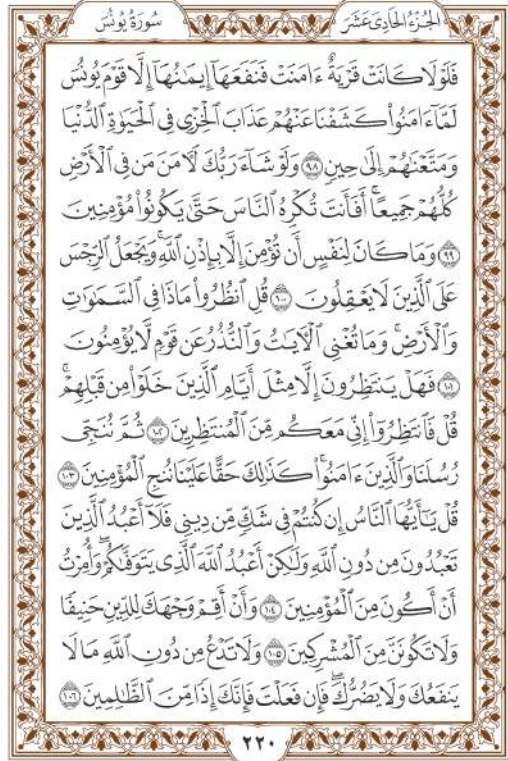 الجُزْءُ الحَادِي عَشَرَ
سُورَةُ يُونُسَ
فَلَوْلَا كَانَتْ قَرْيَةٌ ءَامَنَتْ فَنَفَعَهَآ إِيمَٰنُهَآ إِلَّا قَوْمَ يُونُسَ
لَمَّآ ءَامَنُوا۟ كَشَفْنَا عَنْهُمْ عَذَابَ ٱلْخِزْىِ فِى ٱلْحَيَوٰةِ ٱلدُّنْيَا
وَمَتَّعْنَٰهُمْ إِلَىٰ حِينٍ ۝٩٨ وَلَوْ شَآءَ رَبُّكَ لَءَامَنَ مَن فِى ٱلْأَرْضِ
كُلُّهُمْ جَمِيعًا ۚ أَفَأَنتَ تُكْرِهُ ٱلنَّاسَ حَتَّىٰ يَكُونُوا۟ مُؤْمِنِينَ
۝٩٩ وَمَا كَانَ لِنَفْسٍ أَن تُؤْمِنَ إِلَّا بِإِذْنِ ٱللَّهِ ۚ وَيَجْعَلُ ٱلرِّجْسَ
عَلَى ٱلَّذِينَ لَا يَعْقِلُونَ ۝١٠٠ قُلِ ٱنظُرُوا۟ مَاذَا فِى ٱلسَّمَٰوَٰتِ
وَٱلْأَرْضِ ۚ وَمَا تُغْنِى ٱلْءَايَٰتُ وَٱلنُّذُرُ عَن قَوْمٍ لَّا يُؤْمِنُونَ
۝١٠١ فَهَلْ يَنتَظِرُونَ إِلَّا مِثْلَ أَيَّامِ ٱلَّذِينَ خَلَوْا۟ مِن قَبْلِهِمْ ۚ
قُلْ فَٱنتَظِرُوٓا۟ إِنِّى مَعَكُم مِّنَ ٱلْمُنتَظِرِينَ ۝١٠٢ ثُمَّ نُنَجِّى
رُسُلَنَا وَٱلَّذِينَ ءَامَنُوا۟ ۚ كَذَٰلِكَ حَقًّا عَلَيْنَا نُنجِ ٱلْمُؤْمِنِينَ ۝١٠٣
قُلْ يَٰٓأَيُّهَا ٱلنَّاسُ إِن كُنتُمْ فِى شَكٍّ مِّن دِينِى فَلَآ أَعْبُدُ ٱلَّذِينَ
تَعْبُدُونَ مِن دُونِ ٱللَّهِ وَلَٰكِنْ أَعْبُدُ ٱللَّهَ ٱلَّذِى يَتَوَفَّىٰكُمْ ۖ وَأُمِرْتُ
أَنْ أَكُونَ مِنَ ٱلْمُؤْمِنِينَ ۝١٠٤ وَأَنْ أَقِمْ وَجْهَكَ لِلدِّينِ حَنِيفًا
وَلَا تَكُونَنَّ مِنَ ٱلْمُشْرِكِينَ ۝١٠٥ وَلَا تَدْعُ مِن دُونِ ٱللَّهِ مَا لَا
يَنفَعُكَ وَلَا يَضُرُّكَ ۖ فَإِن فَعَلْتَ فَإِنَّكَ إِذًا مِّنَ ٱلظَّٰلِمِينَ ۝١٠٦
٢٢٠